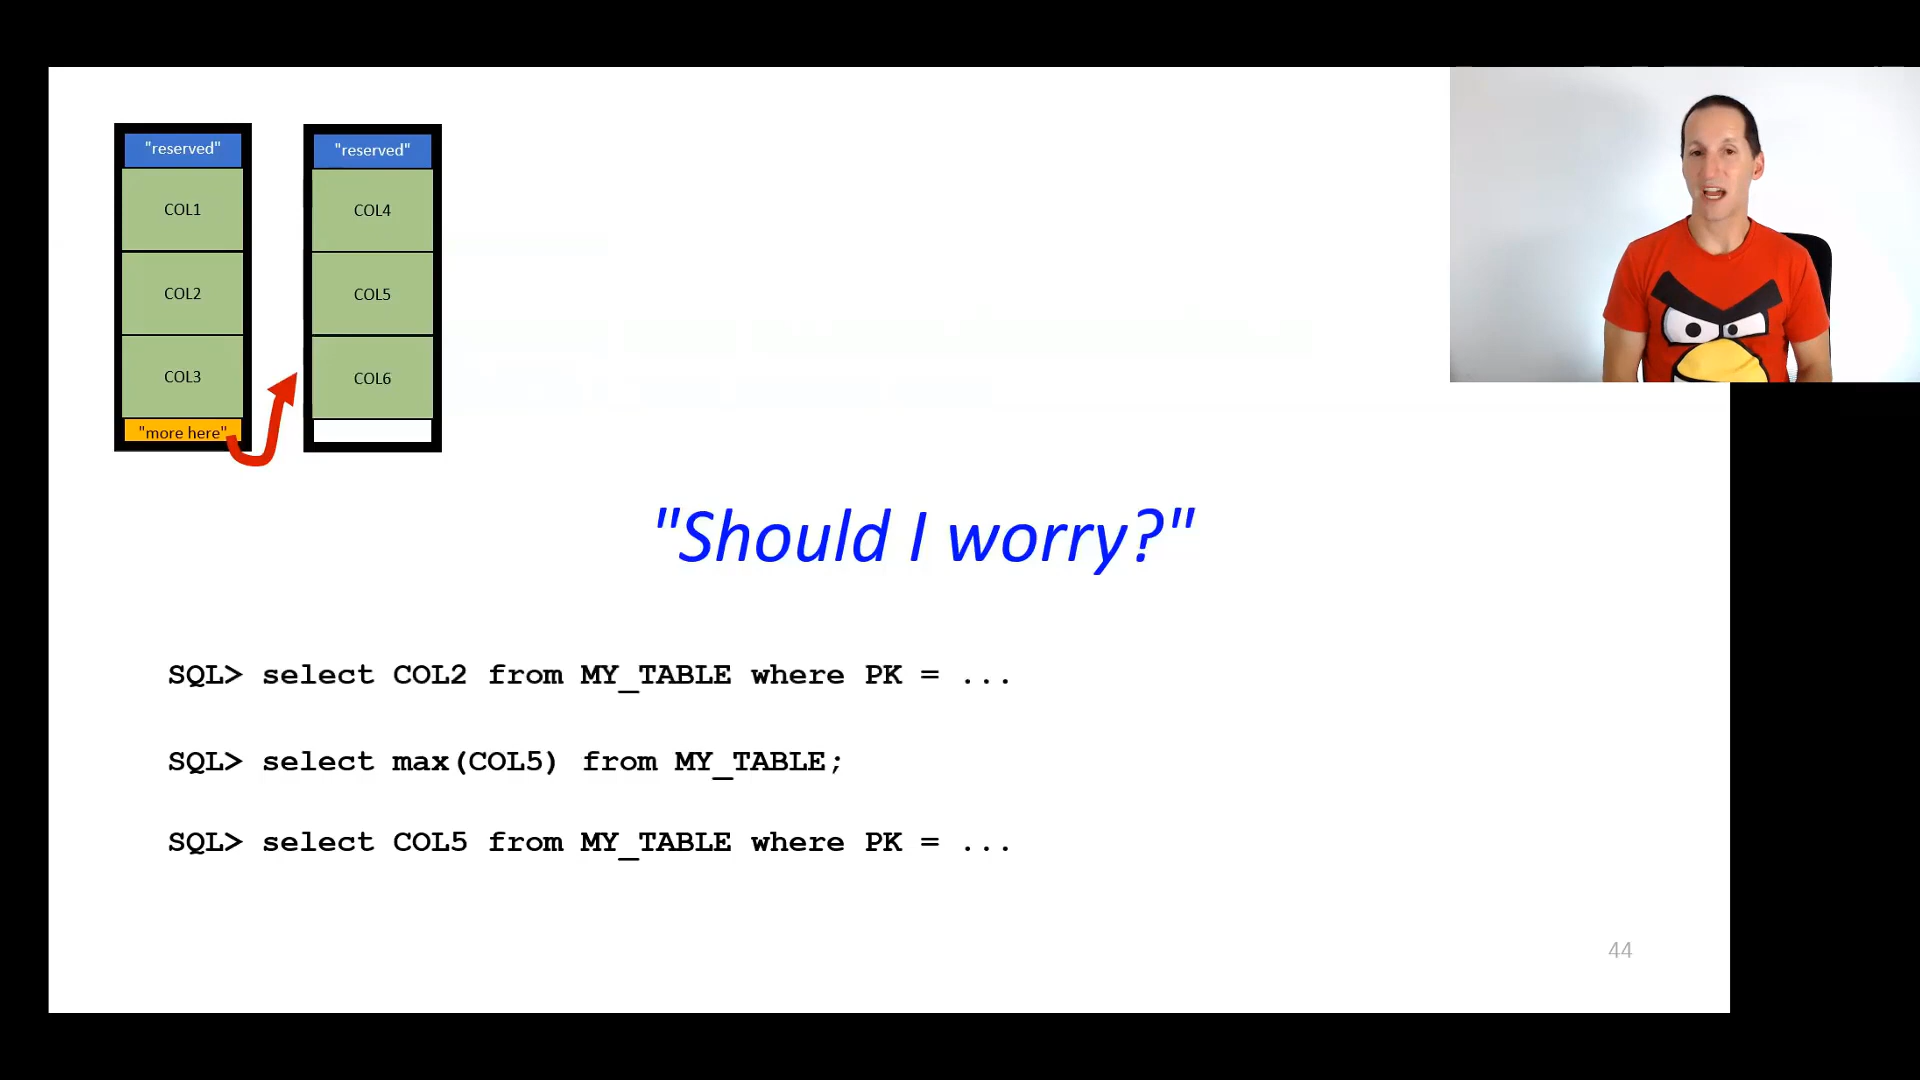 "reserved"
COL1
COL2
COL3
"more here"
"reserved"
COL4
COL5
COL6
"Should I worry?"
SQL> select COL2 from MY_TABLE where PK = ...
SQL> select max(COL5) from MY_TABLE;
SQL> select COL5 from MY_TABLE where PK = ...
44